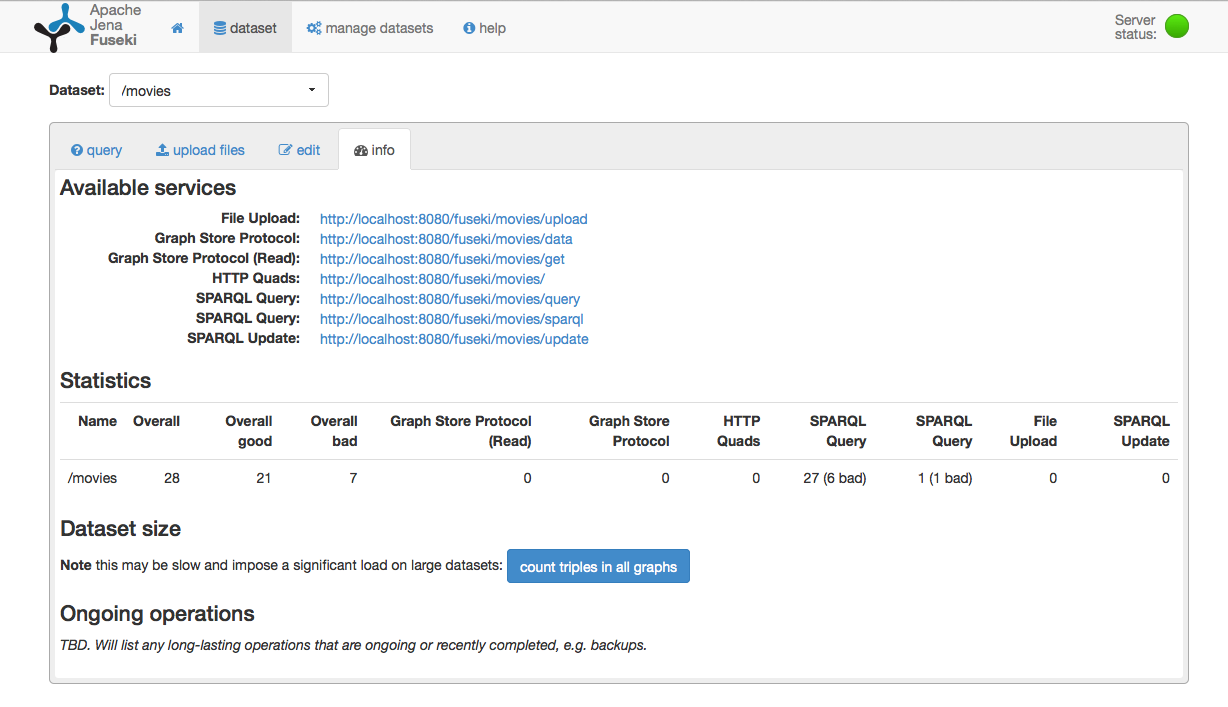 Apache
Jena
Fuseki
dataset
manage datasets
help
Server
status:
Dataset: /movies
query upload files edit info
Available services
File Upload: http://localhost:8080/fuseki/movies/upload
Graph Store Protocol: http://localhost:8080/fuseki/movies/data
Graph Store Protocol (Read): http://localhost:8080/fuseki/movies/get
HTTP Quads: http://localhost:8080/fuseki/movies/
SPARQL Query: http://localhost:8080/fuseki/movies/query
SPARQL Query: http://localhost:8080/fuseki/movies/sparql
SPARQL Update: http://localhost:8080/fuseki/movies/update
Statistics
Name Overall Overall Overall Graph Store Protocol Graph Store HTTP SPARQL SPARQL File SPARQL
good bad (Read) Protocol Quads Query Query Upload Update
/movies 28 21 7 0 0 0 27 (6 bad) 1 (1 bad) 0 0
Dataset size
Note this may be slow and impose a significant load on large datasets: count triples in all graphs
Ongoing operations
TBD. Will list any long-lasting operations that are ongoing or recently completed, e.g. backups.